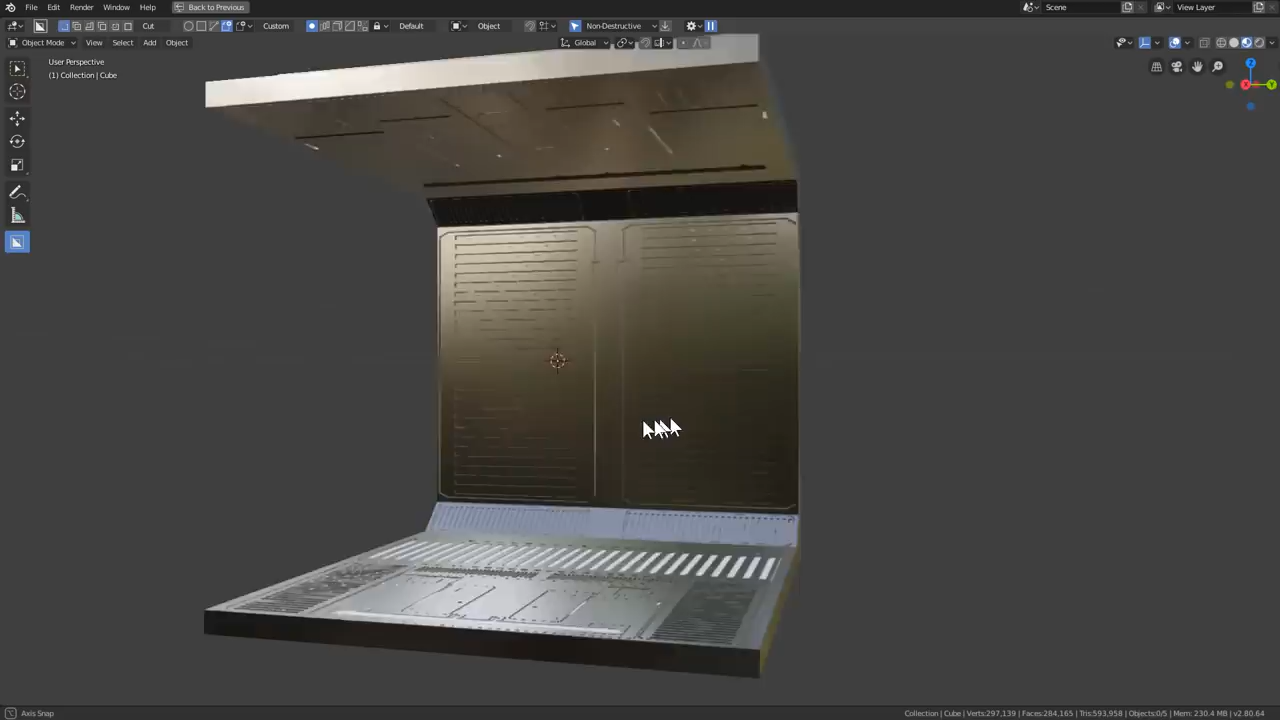 File Edit Render Window Help Back to Previous Scene View Layer
Cut Custom Default Object Non-Destructive
Object Mode View Select Add Object Global
User Perspective
(1) Collection | Cube
Z
X
Y
Axis Snap
Collection | Cube | Verts:297,139 | Faces:284,165 | Tris:593,958 | Objects:0/5 | Mem: 230.4 MB | v2.80.64